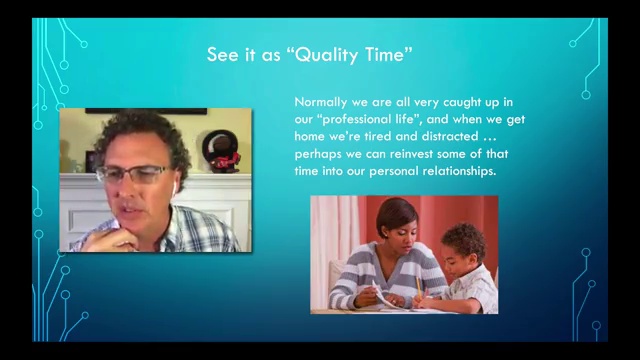 See it as “Quality Time”
Normally we are all very caught up in
our “professional life”, and when we get
home we’re tired and distracted …
perhaps we can reinvest some of that
time into our personal relationships.